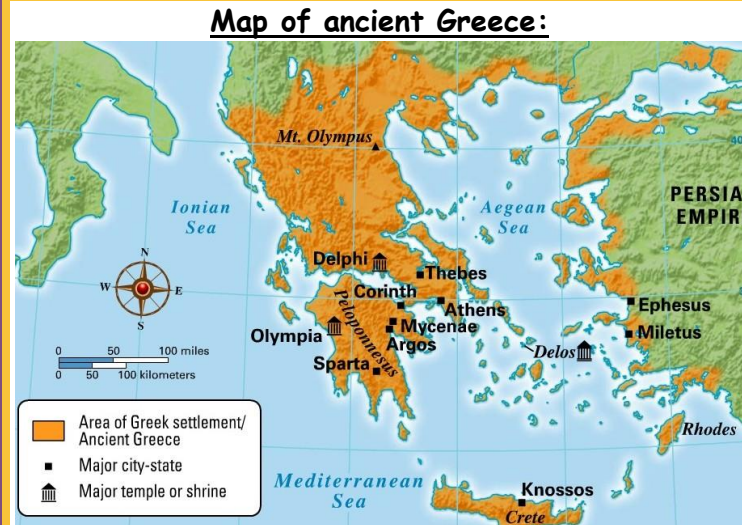 Map of ancient Greece:
Mt. Olympus
40
PERSIA
EMPIR
Ionian
Sea
Aegean
Sea
N
W E
S
Delphi
Thebes
Corinth
Athens
Ephesus
Peloponnesus
Mycenae
Miletus
Olympia
Argos
Delos
Sparta
0 50 100 miles
0 50 100 kilometers
Area of Greek settlement/
Ancient Greece
Major city-state
Major temple or shrine
Rhodes
Mediterranean
Sea
Knossos
Crete